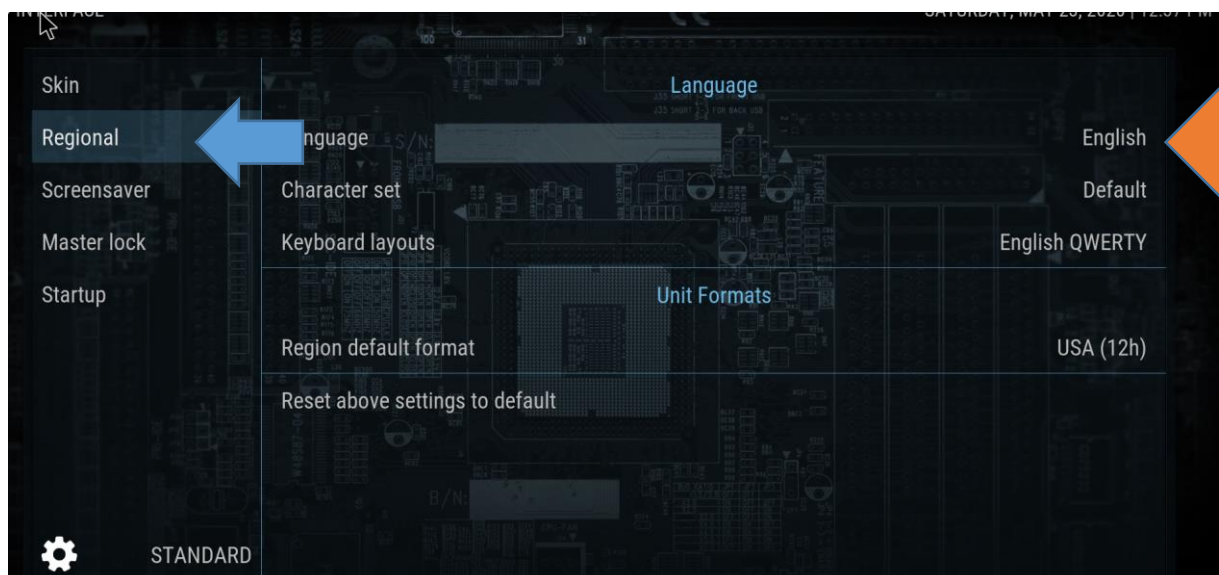 Skin
Language
Regional
nguage
English
Screensaver
Character set
Default
Master lock
Keyboard layouts
English QWERTY
Startup
Unit Formats
Region default format
USA (12h)
Reset above settings to default
S/N:
B/N:
STANDARD